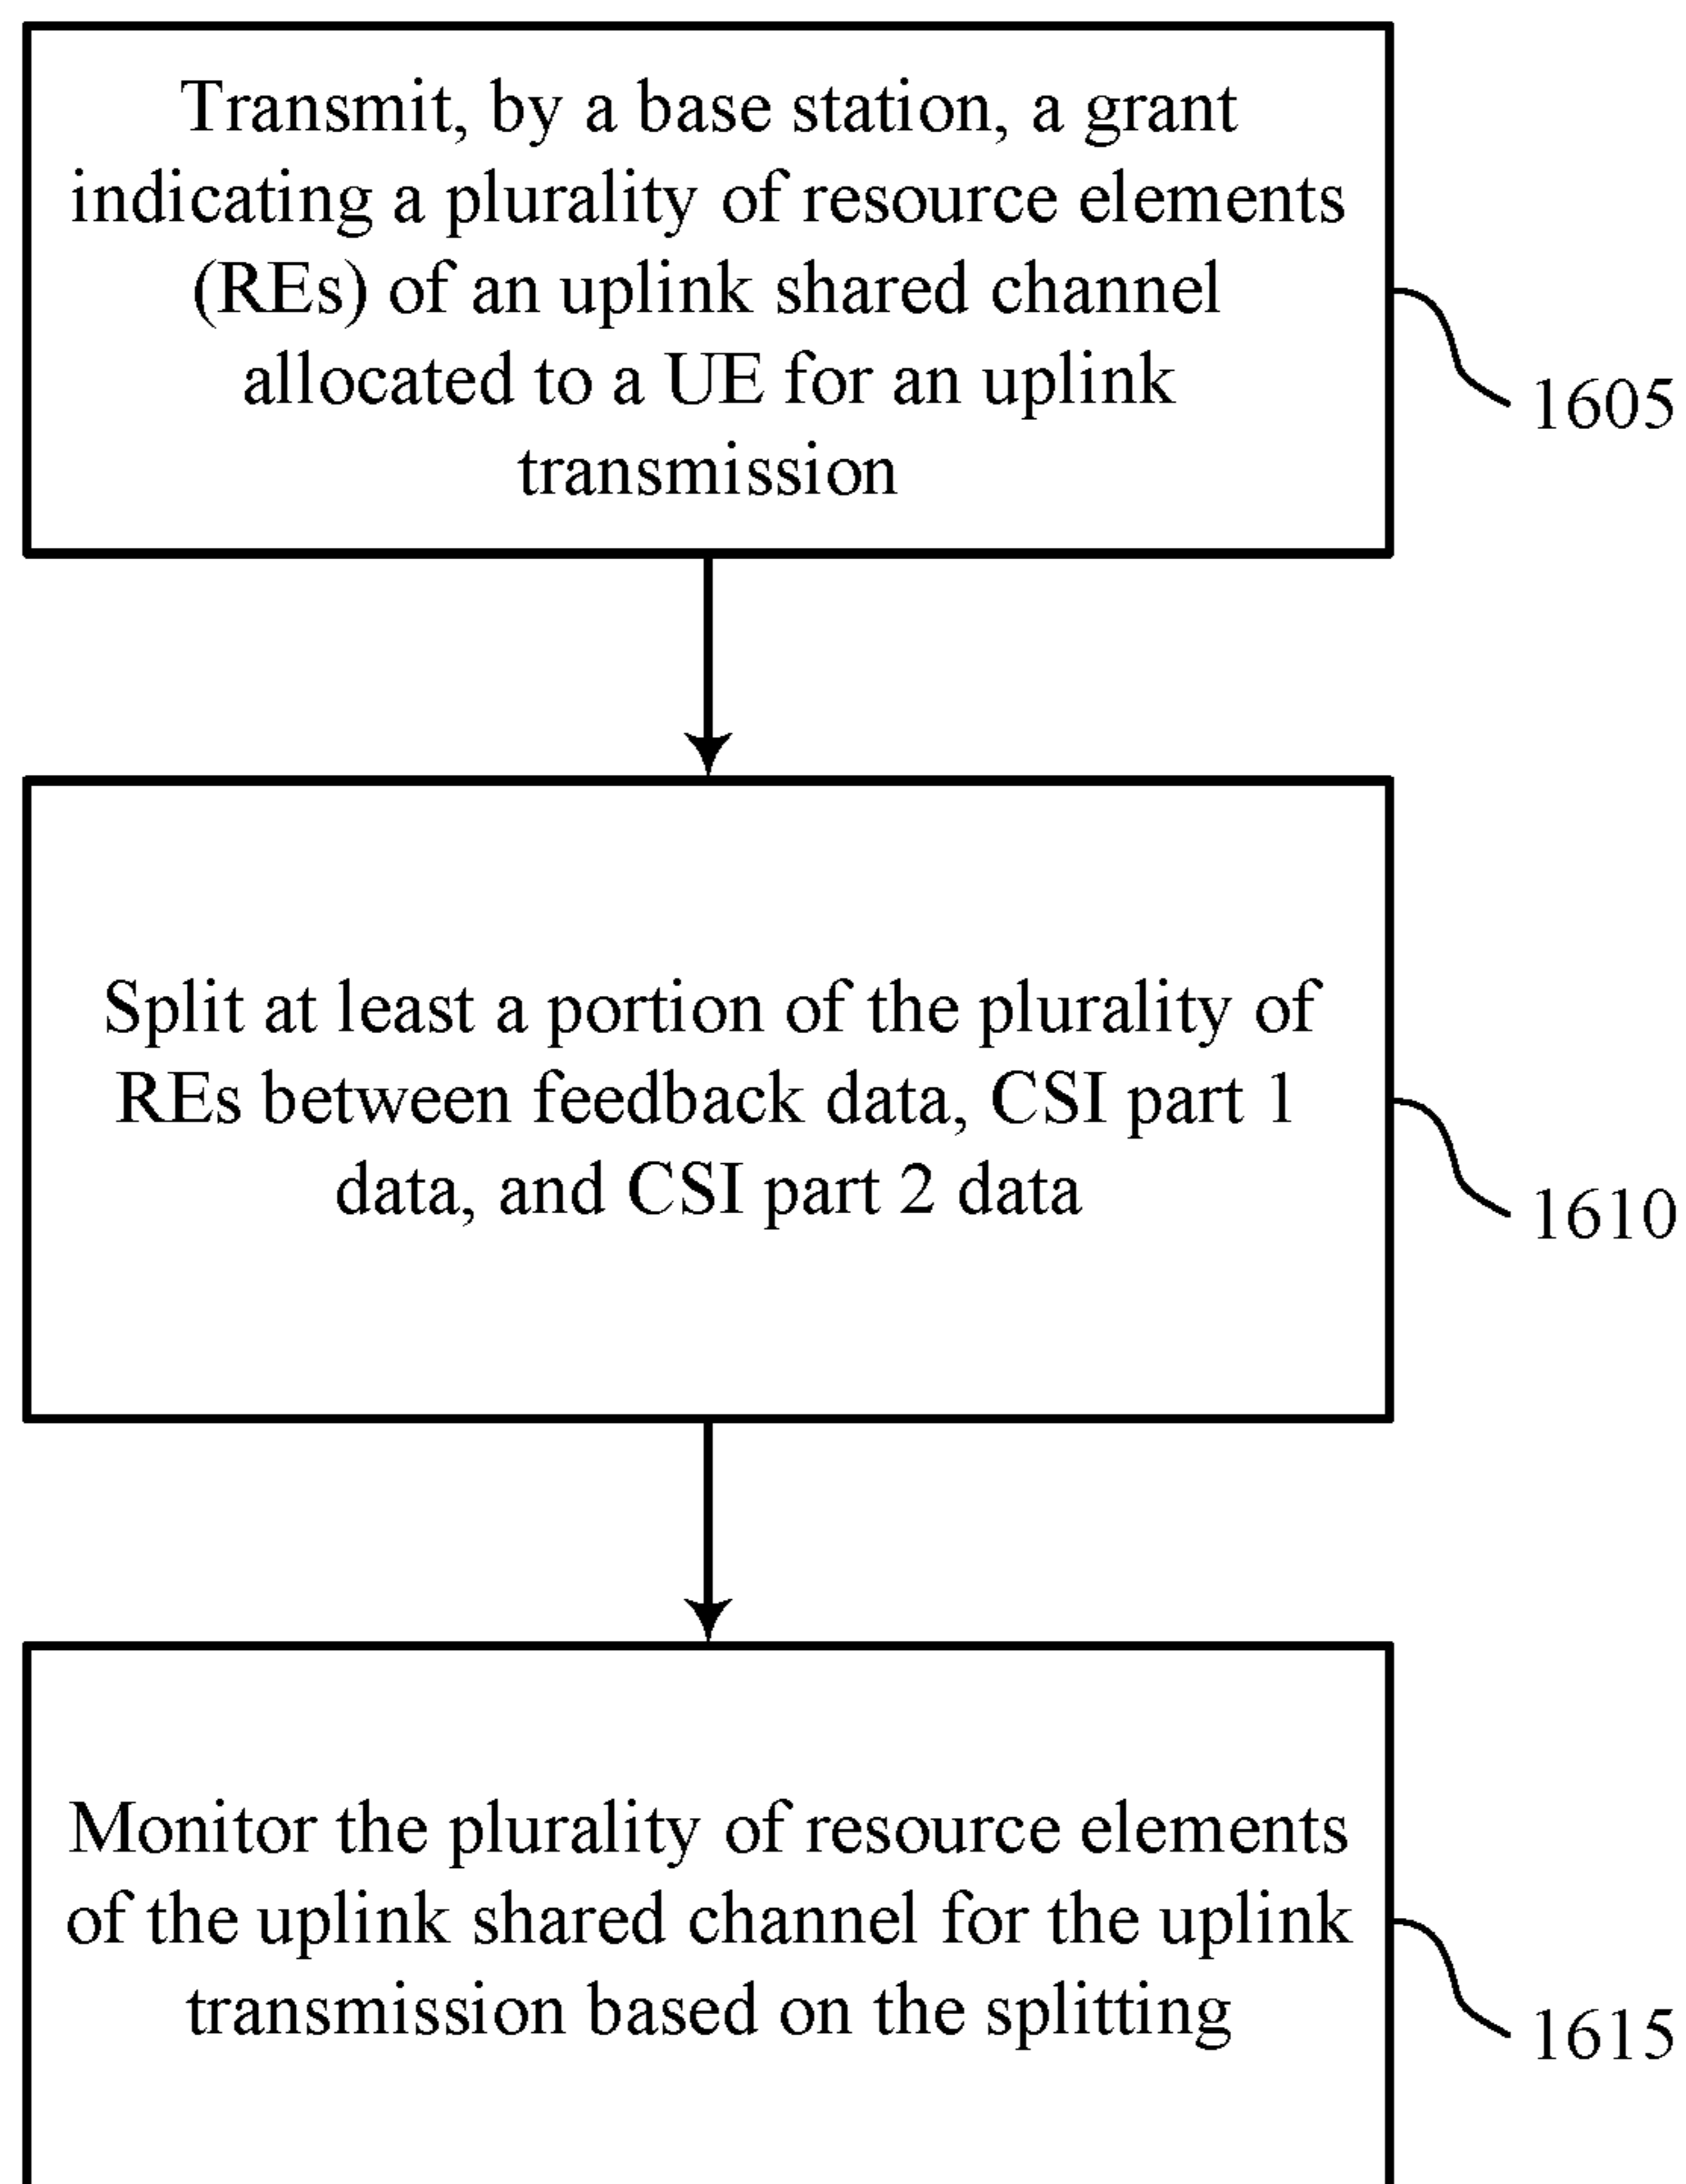 Transmit, by a base station, a grant
indicating a plurality of resource elements
(REs) of an uplink shared channel
allocated to a UE for an uplink
transmission
1605
Split at least a portion of the plurality of
REs between feedback data, CSI part 1
data, and CSI part 2 data
1610
Monitor the plurality of resource elements
of the uplink shared channel for the uplink
transmission based on the splitting
1615